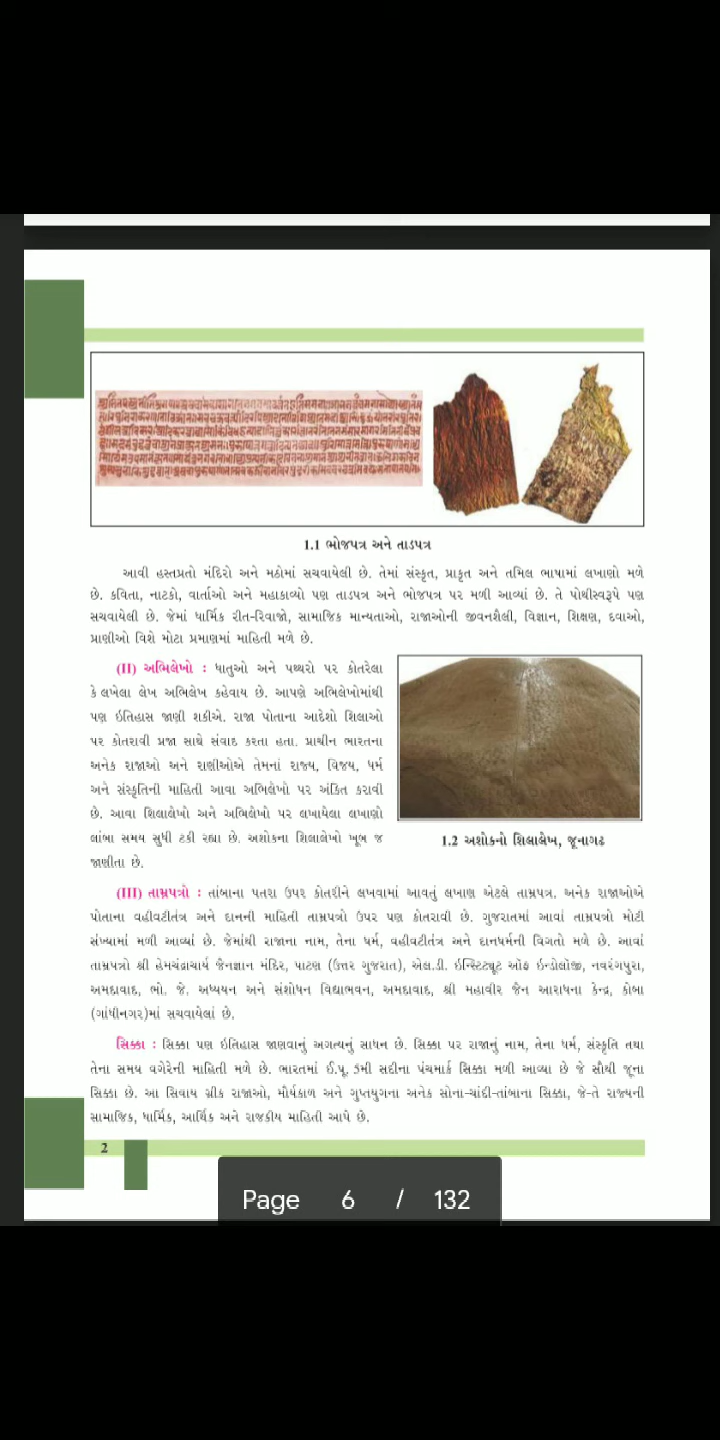 1.1 ભોજપત્ર અને તાડપત્ર
આવી હસ્તપ્રતો મંદિરો અને મઠોમાં સચવાયેલી છે. તેમાં સંસ્કૃત, પ્રાકૃત અને તમિલ ભાષામાં લખાણો મળે
છે. કવિતા, નાટકો, વાર્તાઓ અને મહાકાવ્યો પણ તાડપત્ર અને ભોજપત્ર પર મળી આવ્યાં છે. તે પોથીસ્વરૂપે પણ
સચવાયેલી છે. જેમાં ધાર્મિક રીત-રિવાજો, સામાજિક માન્યતાઓ, રાજાઓની જીવનશૈલી, વિજ્ઞાન, શિક્ષણ, દવાઓ,
પ્રાણીઓ વિશે મોટા પ્રમાણમાં માહિતી મળે છે.
(II) અભિલેખો : ધાતુઓ અને પથ્થરો પર કોતરેલા
કે લખેલા લેખ અભિલેખ કહેવાય છે. આપણે અભિલેખોમાંથી
પણ ઇતિહાસ જાણી શકીએ. રાજા પોતાના આદેશો શિલાઓ
પર કોતરાવી પ્રજા સાથે સંવાદ કરતા હતા. પ્રાચીન ભારતના
અનેક રાજાઓ અને રાણીઓએ તેમનાં રાજ્ય, વિજય, ધર્મ
અને સંસ્કૃતિની માહિતી આવા અભિલેખો પર અંકિત કરાવી
છે. આવા શિલાલેખો અને અભિલેખો પર લખાયેલા લખાણો
લાંબા સમય સુધી ટકી રહ્યા છે. અશોકના શિલાલેખો ખૂબ જ
જાણીતા છે.
1.2 અશોકનો શિલાલેખ, જૂનાગઢ
(III) તામ્રપત્રો : તાંબાના પતરા ઉપર કોતરીને લખવામાં આવતું લખાણ એટલે તામ્રપત્ર. અનેક રાજાઓએ
પોતાના વહીવટીતંત્ર અને દાનની માહિતી તામ્રપત્રો ઉપર પણ કોતરાવી છે. ગુજરાતમાં આવાં તામ્રપત્રો મોટી
સંખ્યામાં મળી આવ્યાં છે. જેમાંથી રાજાના નામ, તેના ધર્મ, વહીવટીતંત્ર અને દાનધર્મની વિગતો મળે છે. આવાં
તામ્રપત્રો શ્રી હેમચંદ્રાચાર્ય જૈનજ્ઞાન મંદિર, પાટણ (ઉત્તર ગુજરાત), એલ.ડી. ઇન્સ્ટિટ્યૂટ ઑફ ઇન્ડોલૉજી, નવરંગપુરા,
અમદાવાદ, ભો. જે. અધ્યયન અને સંશોધન વિદ્યાભવન, અમદાવાદ, શ્રી મહાવીર જૈન આરાધના કેન્દ્ર, કોબા
(ગાંધીનગર)માં સચવાયેલાં છે.
સિક્કા : સિક્કા પણ ઇતિહાસ જાણવાનું અગત્યનું સાધન છે. સિક્કા પર રાજાનું નામ, તેના ધર્મ, સંસ્કૃતિ તથા
તેના સમય વગેરેની માહિતી મળે છે. ભારતમાં ઈ.પૂ. 5મી સદીના પંચમાર્ક સિક્કા મળી આવ્યા છે જે સૌથી જૂના
સિક્કા છે. આ સિવાય ગ્રીક રાજાઓ, મૌર્યકાળ અને ગુપ્તયુગના અનેક સોના-ચાંદી-તાંબાના સિક્કા, જે-તે રાજ્યની
સામાજિક, ધાર્મિક, આર્થિક અને રાજકીય માહિતી આપે છે.
2
Page 6 / 132